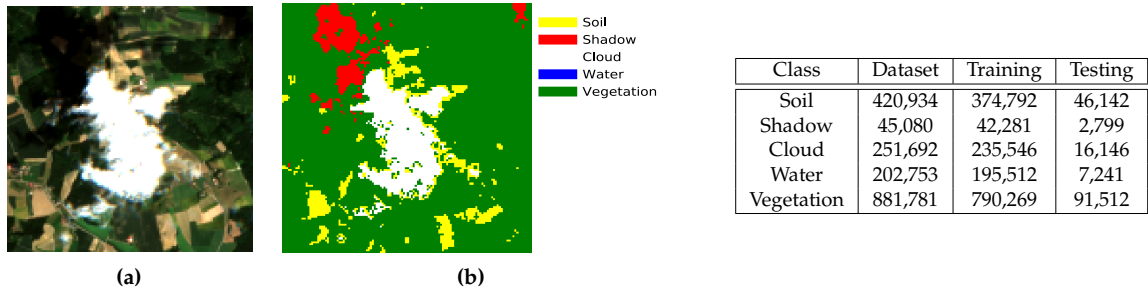 Soil
Shadow
Cloud
Water
Vegetation
(a)
(b)
Class Dataset Training Testing
Soil 420,934 374,792 46,142
Shadow 45,080 42,281 2,799
Cloud 251,692 235,546 16,146
Water 202,753 195,512 7,241
Vegetation 881,781 790,269 91,512